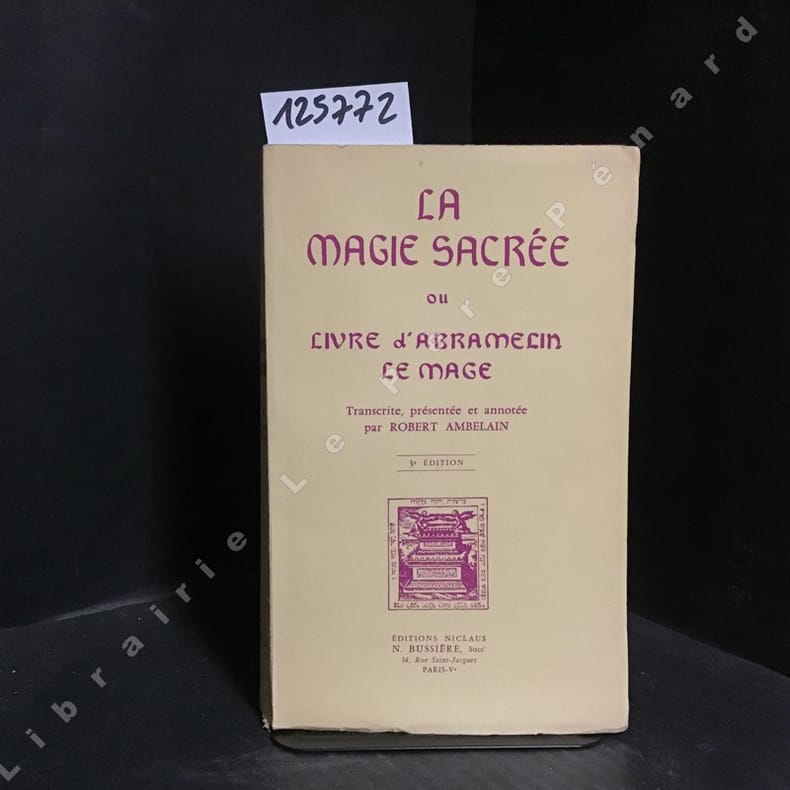 125772
LA
MAGIE SACRÉE
OU
LIVRE d'ABRAMELIN
LE MAGE
Transcrite, présentée et annotée
par ROBERT AMBELAIN
3e ÉDITION
ÉDITIONS NICLAUS
N. BUSSIÈRE, Succr
34, Rue Saint-Jacques
PARIS-Ve
Librairie Le Père Pénard